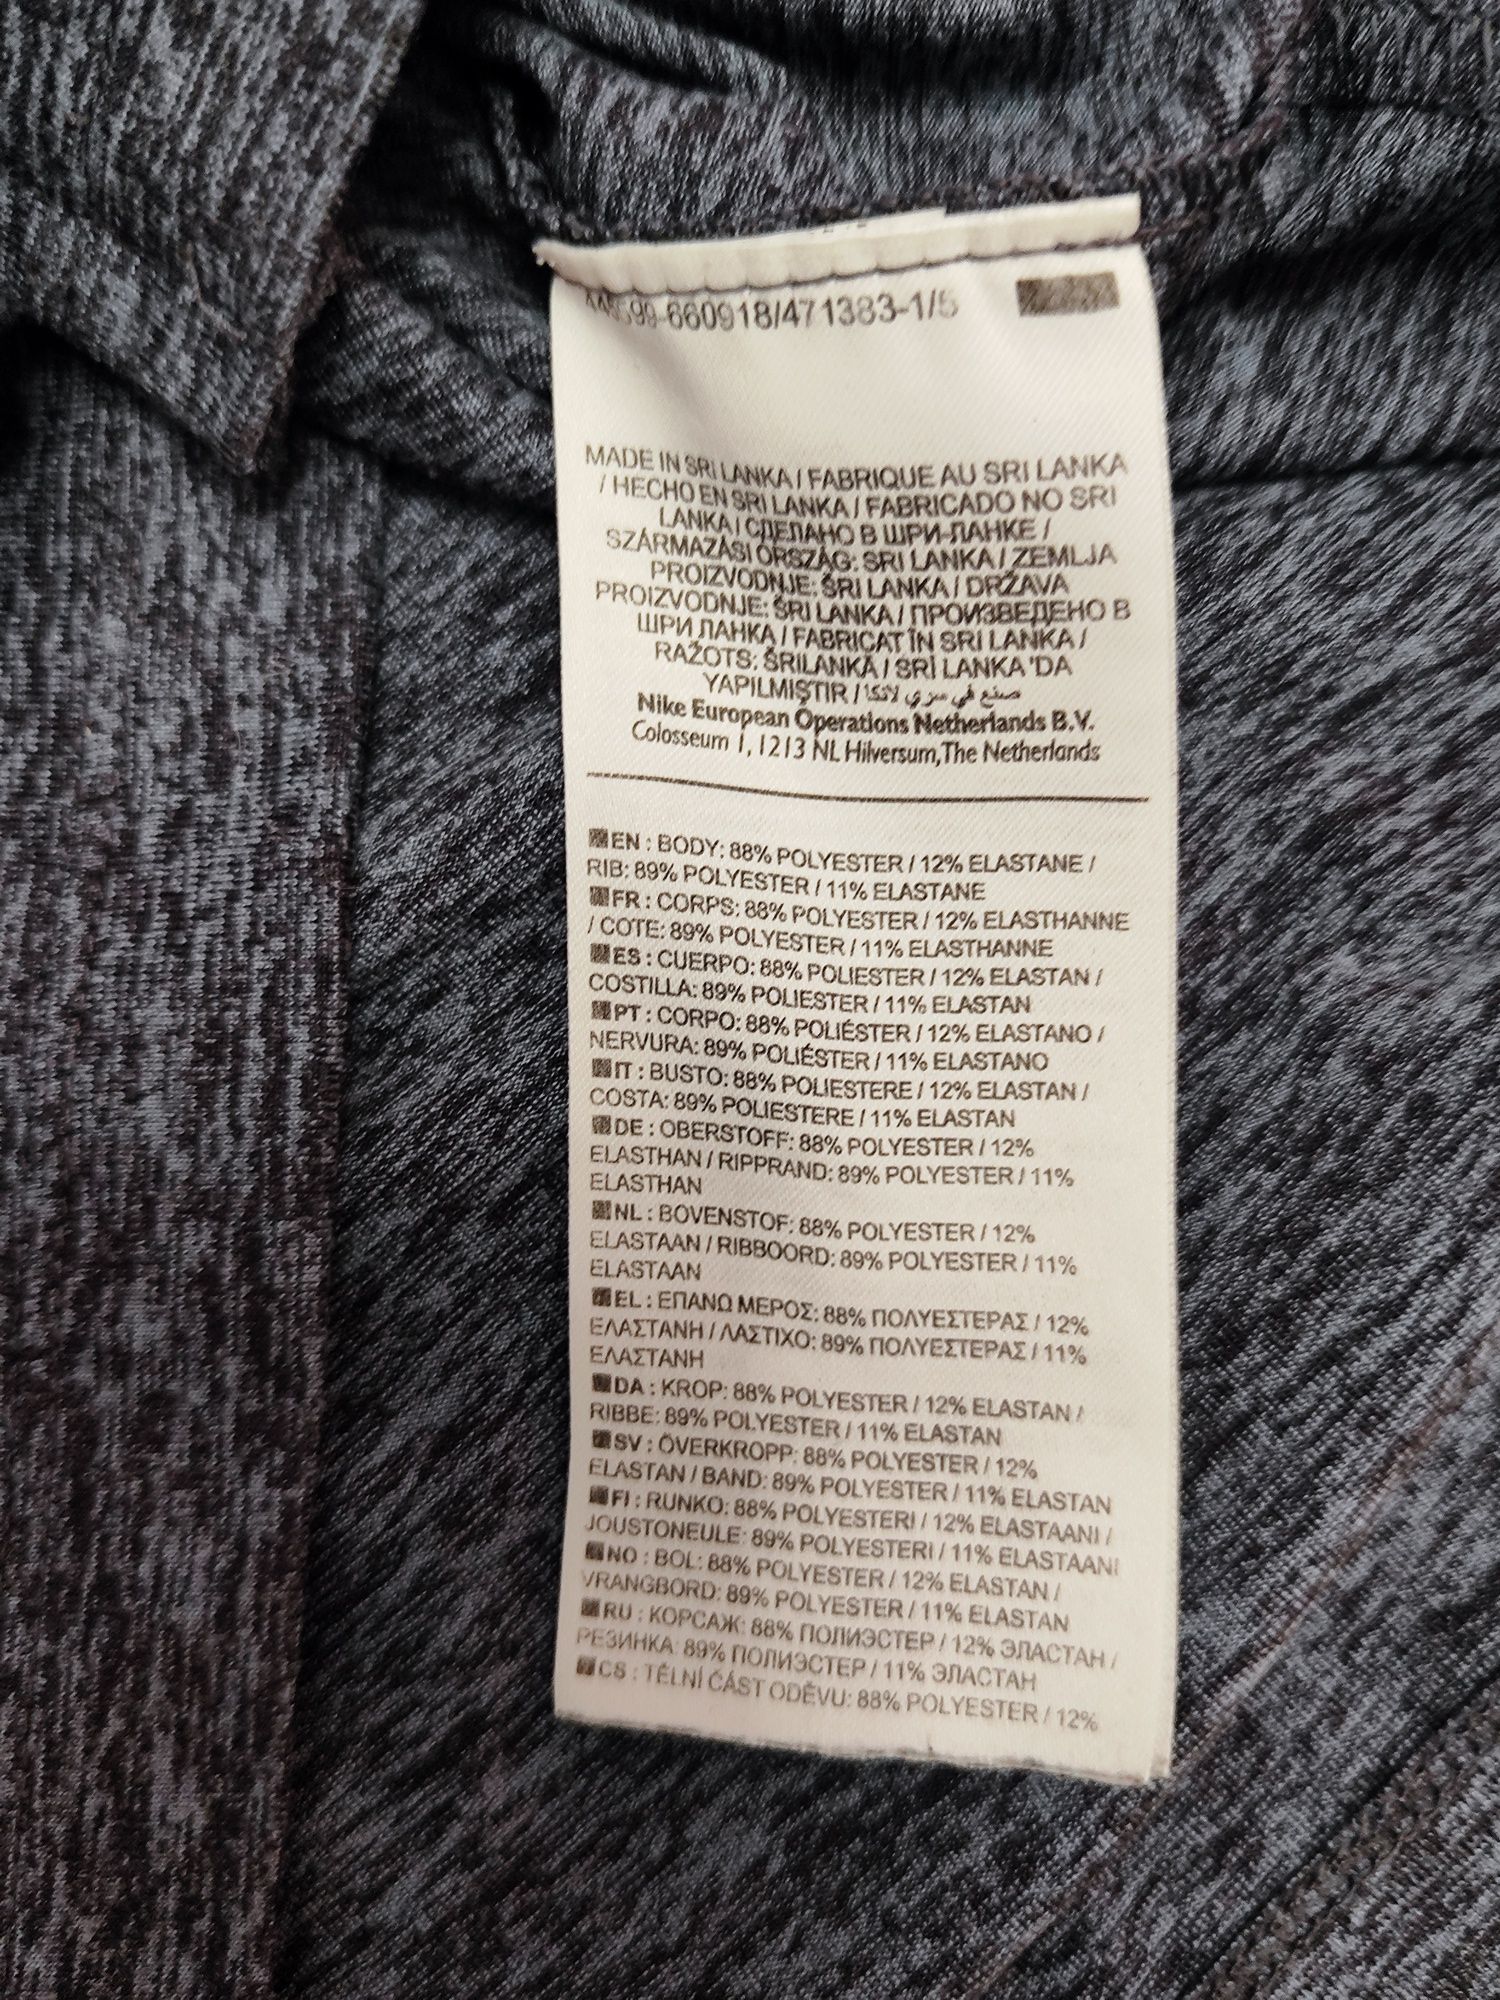 -660918/471383-1/5
MADE IN SRI LANKA / FABRIQUE AU SRI LANKA
/ HECHO EN SRI LANKA / FABRICADO NO SRI
LANKA / СДЕЛАНО В ШРИ-ЛАНКЕ /
SZÁRMAZÁSI ORSZÁG: SRI LANKA / ZEMLJA
PROIZVODNJE: ŠRI LANKA / DRŽAVA
PROIZVODNJE: ŠRI LANKA / ПРОИЗВЕДЕНО В
ШРИ ЛАНКА / FABRICAT ÎN SRI LANKA /
RAŽOTS: ŠRILANKĀ / SRİ LANKA 'DA
YAPILMIŞTIR / صنع في سري لانكا
Nike European Operations Netherlands B.V.
Colosseum 1, 1213 NL Hilversum, The Netherlands
EN : BODY: 88% POLYESTER / 12% ELASTANE /
RIB: 89% POLYESTER / 11% ELASTANE
FR : CORPS: 88% POLYESTER / 12% ELASTHANNE
/ COTE: 89% POLYESTER / 11% ELASTHANNE
ES : CUERPO: 88% POLIESTER / 12% ELASTAN /
COSTILLA: 89% POLIESTER / 11% ELASTAN
PT : CORPO: 88% POLIÉSTER / 12% ELASTANO /
NERVURA: 89% POLIÉSTER / 11% ELASTANO
IT : BUSTO: 88% POLIESTERE / 12% ELASTAN /
COSTA: 89% POLIESTERE / 11% ELASTAN
DE : OBERSTOFF: 88% POLYESTER / 12%
ELASTHAN / RIPPRAND: 89% POLYESTER / 11%
ELASTHAN
NL : BOVENSTOF: 88% POLYESTER / 12%
ELASTAAN / RIBBOORD: 89% POLYESTER / 11%
ELASTAAN
EL : ΕΠΑΝΩ ΜΕΡΟΣ: 88% ΠΟΛΥΕΣΤΕΡΑΣ / 12%
ΕΛΑΣΤΑΝΗ / ΛΑΣΤΙΧΟ: 89% ΠΟΛΥΕΣΤΕΡΑΣ / 11%
ΕΛΑΣΤΑΝΗ
DA : KROP: 88% POLYESTER / 12% ELASTAN /
RIBBE: 89% POLYESTER / 11% ELASTAN
SV : ÖVERKROPP: 88% POLYESTER / 12%
ELASTAN / BAND: 89% POLYESTER / 11% ELASTAN
FI : RUNKO: 88% POLYESTERI / 12% ELASTAANI /
JOUSTONEULE: 89% POLYESTERI / 11% ELASTAANI
NO : BOL: 88% POLYESTER / 12% ELASTAN /
VRANGBORD: 89% POLYESTER / 11% ELASTAN
RU : КОРСАЖ: 88% ПОЛИЭСТЕР / 12% ЭЛАСТАН /
РЕЗИНКА: 89% ПОЛИЭСТЕР / 11% ЭЛАСТАН
CS : TĚLNÍ ČÁST ODĚVU: 88% POLYESTER / 12%